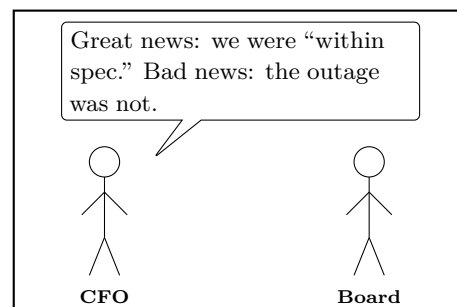 Great news: we were “within
spec.” Bad news: the outage
was not.
CFO
Board